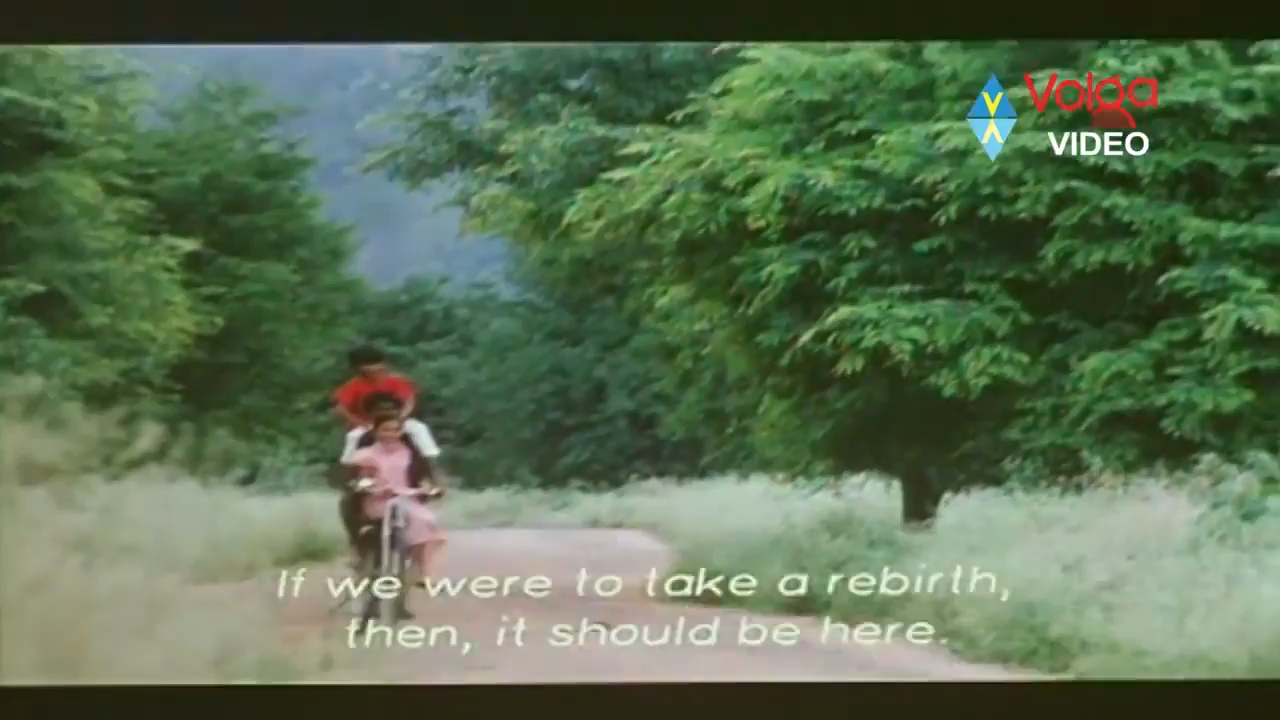 Volga
VIDEO
If we were to take a rebirth,
then, it should be here.